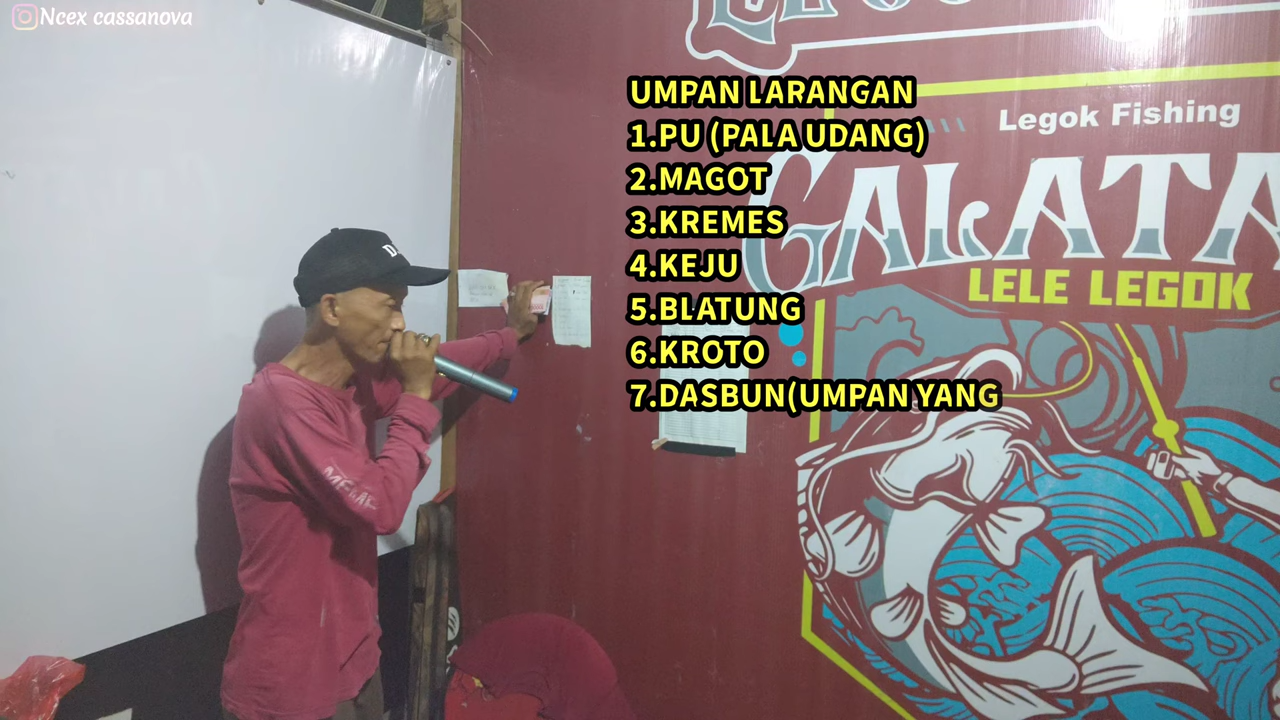 Ncex cassanova
UMPAN LARANGAN
1.PU (PALA UDANG)
2.MAGOT
3.KREMES
4.KEJU
5.BLATUNG
6.KROTO
7.DASBUN(UMPAN YANG
Legok Fishing
GALATA
LELE LEGOK